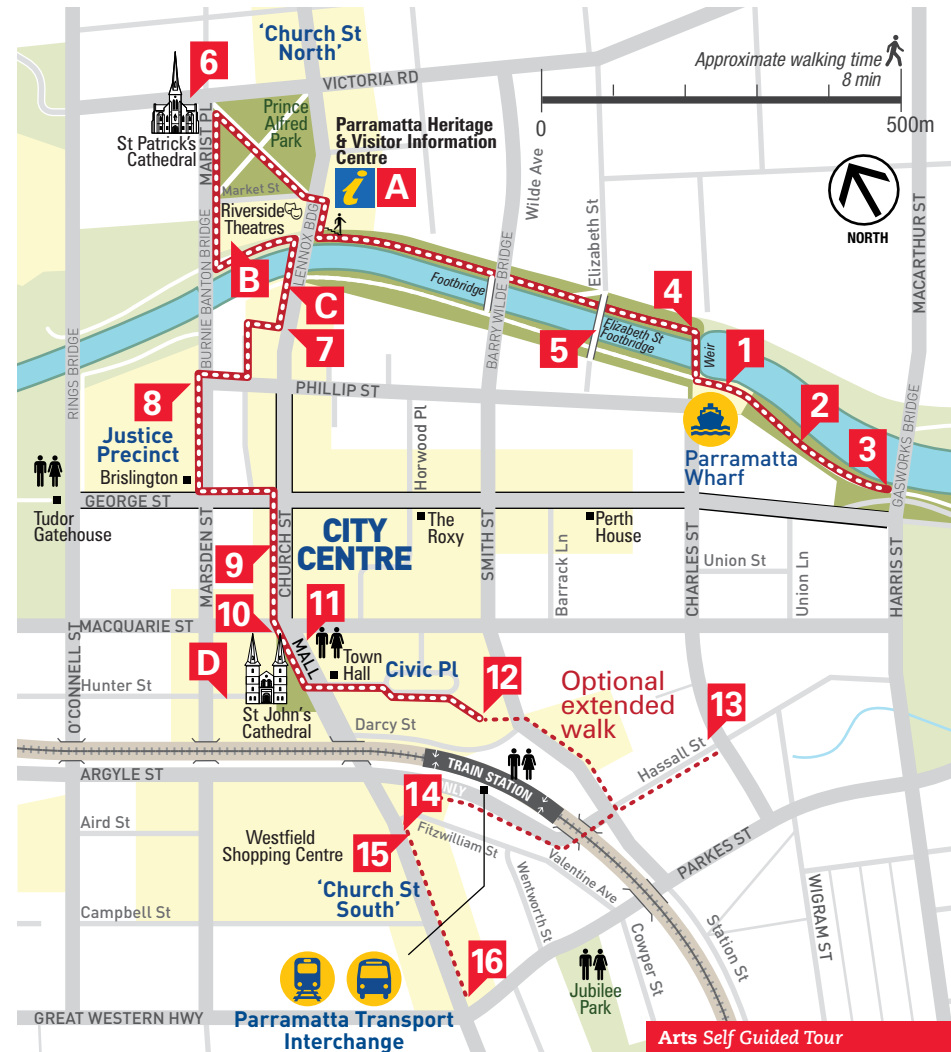 'Church St
North'
VICTORIA RD
Approximate walking time
8 min
0
500m
6
St Patrick's
Cathedral
MARIST PL
Prince
Alfred
Park
Parramatta Heritage
& Visitor Information
Centre
i
A
Market St
Riverside
Theatres
LENNOX BDG
Wilde Ave
Elizabeth St
NORTH
MACARTHUR ST
B
BURNIE BANTON BRIDGE
C
7
Footbridge
BARRY WILDE BRIDGE
4
5
Elizabeth St
Footbridge
Weir
1
2
3
RINGS BRIDGE
GASWORKS BRIDGE
8
PHILLIP ST
Justice
Precinct
Brislington
Horwood Pl
Parramatta
Wharf
GEORGE ST
Tudor
Gatehouse
CITY
CENTRE
The
Roxy
Perth
House
MARSDEN ST
CHURCH ST
SMITH ST
Barrack Ln
CHARLES ST
Union St
Union Ln
HARRIS ST
9
10
11
MACQUARIE ST
O'CONNELL ST
MALL
Town
Hall
Civic Pl
D
Hunter St
St John's
Cathedral
12
Optional
extended
walk
13
Darcy St
Hassall St
TRAIN STATION
ARGYLE ST
NLY
14
Aird St
Westfield
Shopping Centre
15
Fitzwilliam St
'Church St
South'
Valentine Ave
PARKES ST
Wentworth St
WIGRAM ST
Campbell St
Cowper St
Station St
16
Jubilee
Park
GREAT WESTERN HWY
Parramatta Transport
Interchange
Arts Self Guided Tour